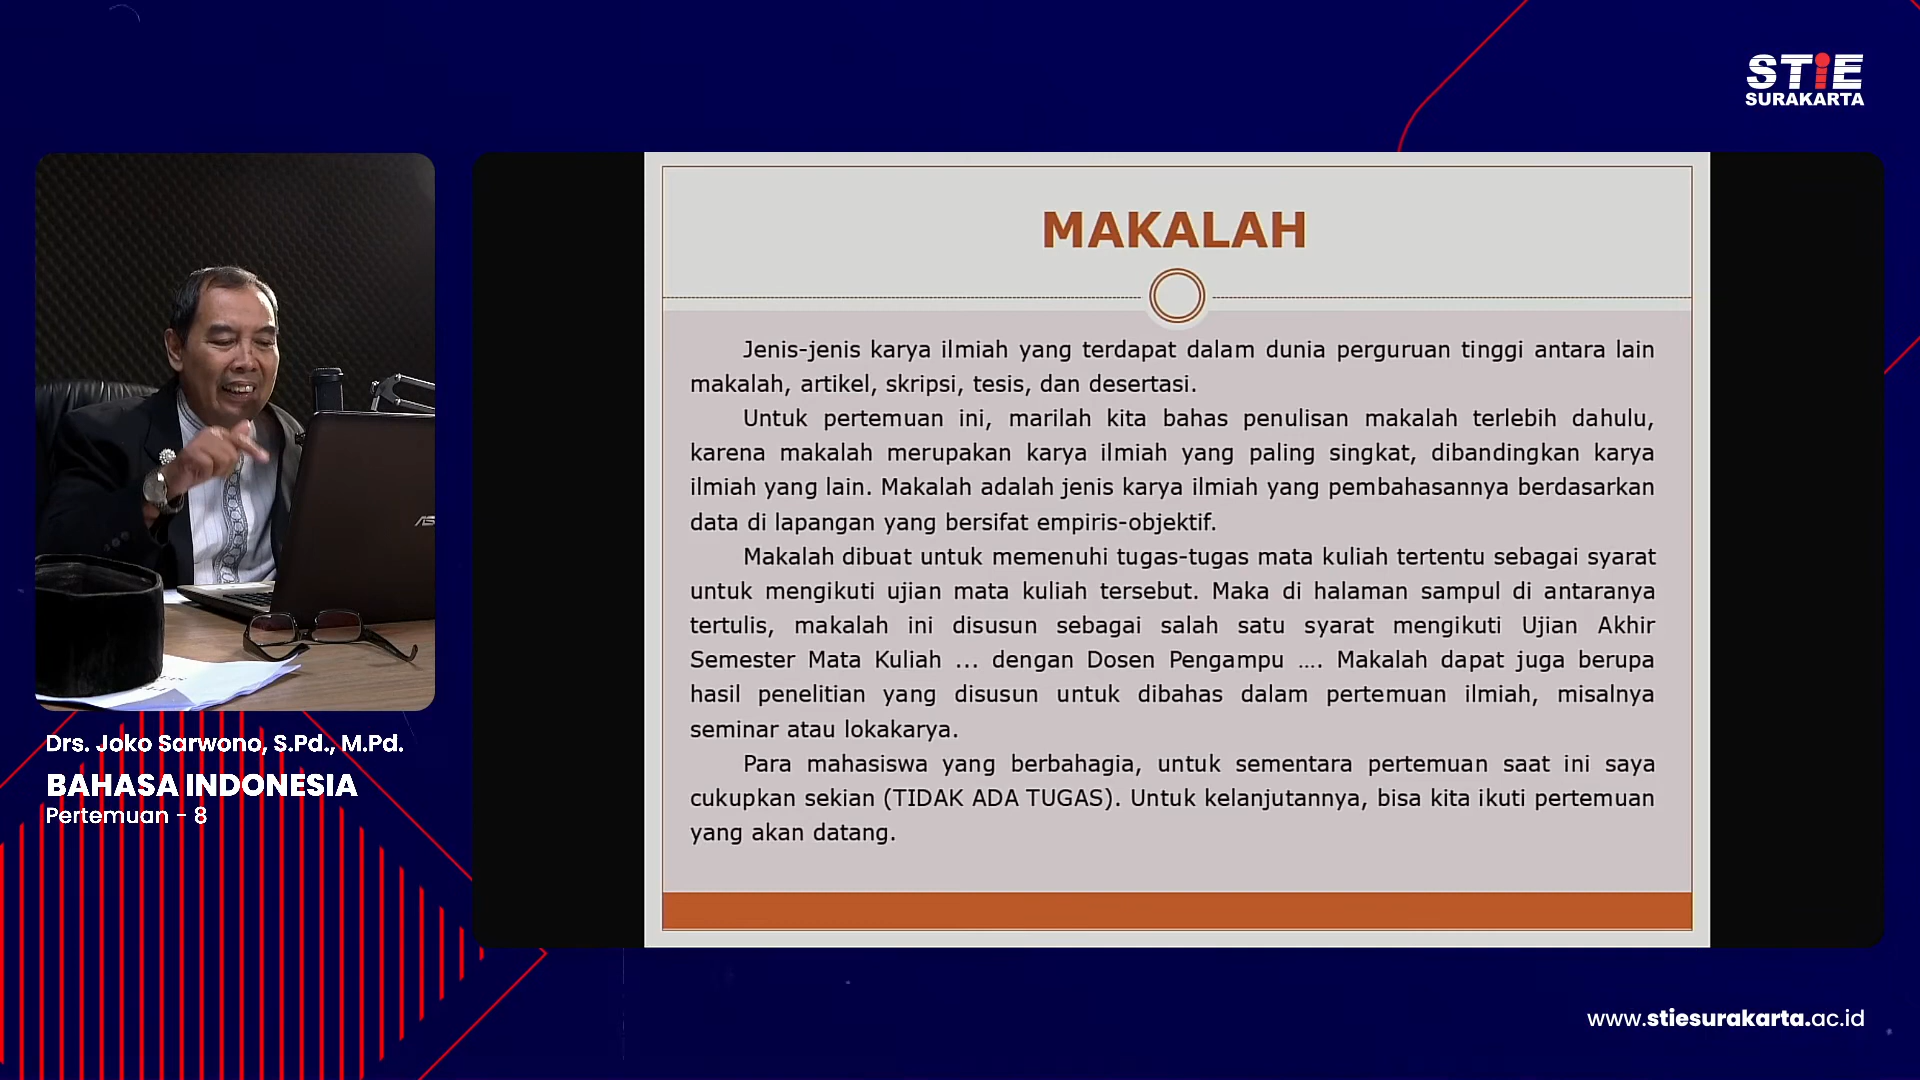 STiE
SURAKARTA
MAKALAH
Jenis-jenis karya ilmiah yang terdapat dalam dunia perguruan tinggi antara lain
makalah, artikel, skripsi, tesis, dan desertasi.
Untuk pertemuan ini, marilah kita bahas penulisan makalah terlebih dahulu,
karena makalah merupakan karya ilmiah yang paling singkat, dibandingkan karya
ilmiah yang lain. Makalah adalah jenis karya ilmiah yang pembahasannya berdasarkan
data di lapangan yang bersifat empiris-objektif.
Makalah dibuat untuk memenuhi tugas-tugas mata kuliah tertentu sebagai syarat
untuk mengikuti ujian mata kuliah tersebut. Maka di halaman sampul di antaranya
tertulis, makalah ini disusun sebagai salah satu syarat mengikuti Ujian Akhir
Semester Mata Kuliah ... dengan Dosen Pengampu .... Makalah dapat juga berupa
hasil penelitian yang disusun untuk dibahas dalam pertemuan ilmiah, misalnya
seminar atau lokakarya.
Para mahasiswa yang berbahagia, untuk sementara pertemuan saat ini saya
cukupkan sekian (TIDAK ADA TUGAS). Untuk kelanjutannya, bisa kita ikuti pertemuan
yang akan datang.
Drs. Joko Sarwono, S.Pd., M.Pd.
BAHASA INDONESIA
Pertemuan - 8
www.stiesurakarta.ac.id